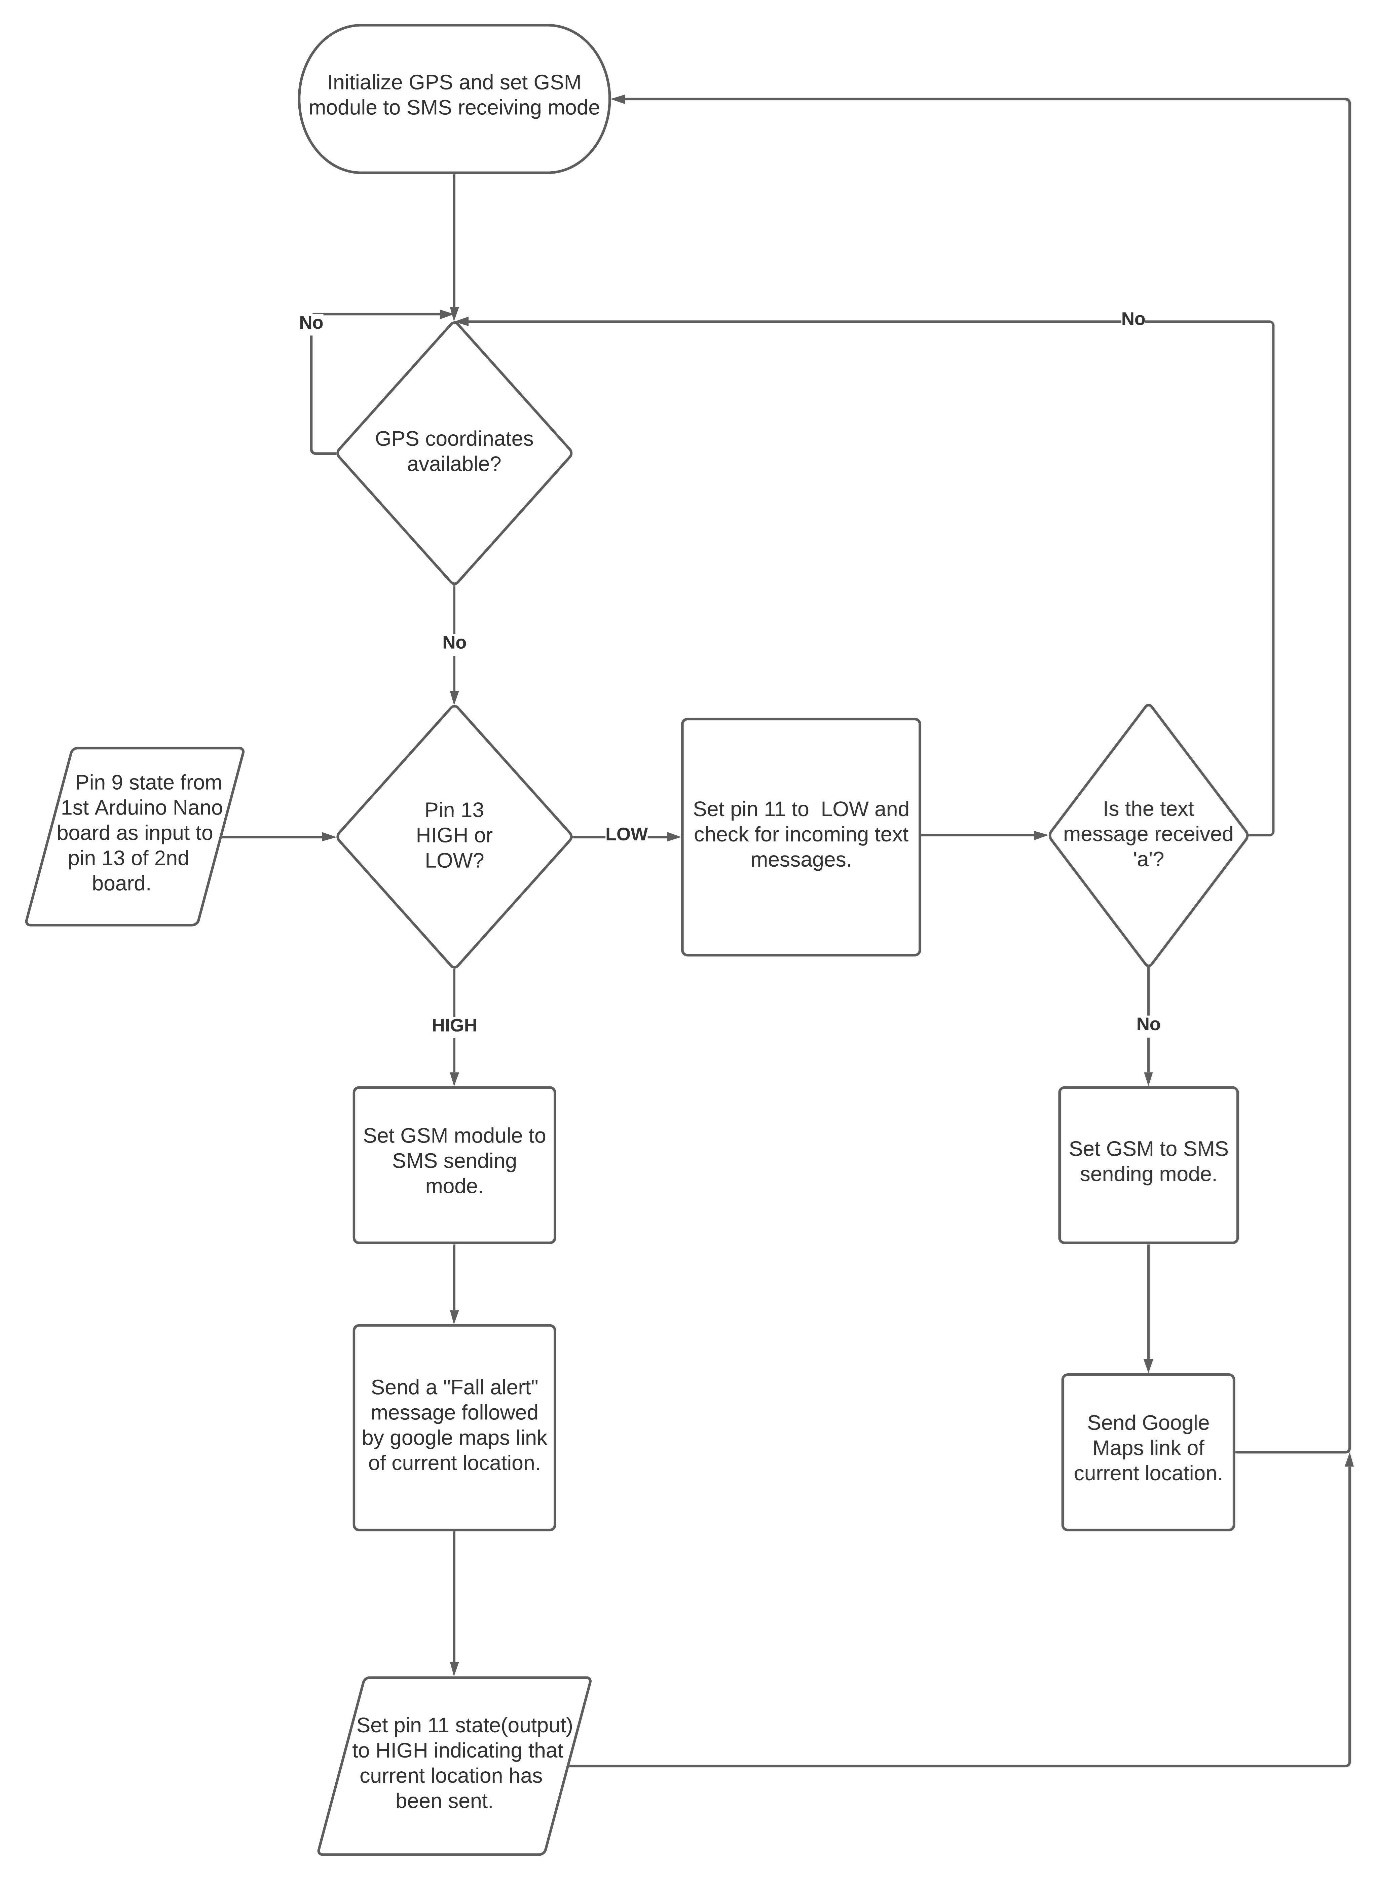 Initialize GPS and set GSM
module to SMS receiving mode
No
No
GPS coordinates
available?
No
Pin 9 state from
1st Arduino Nano
board as input to
pin 13 of 2nd
board.
Pin 13
HIGH or
LOW?
LOW
Set pin 11 to  LOW and
check for incoming text
messages.
Is the text
message received
'a'?
HIGH
No
Set GSM module to
SMS sending
mode.
Set GSM to SMS
sending mode.
Send a "Fall alert"
message followed
by google maps link
of current location.
Send Google
Maps link of
current location.
Set pin 11 state(output)
to HIGH indicating that
current location has
been sent.